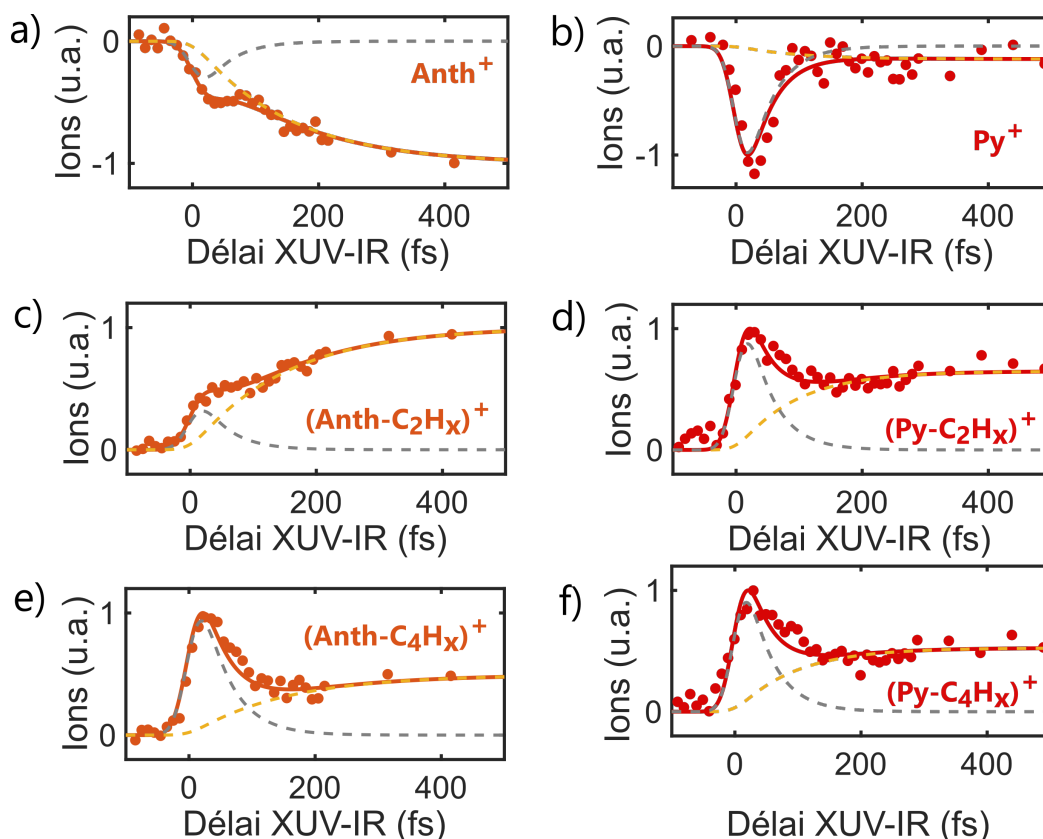 a)
Ions (u.a.)
0
-1
Anth⁺
0
200
400
Délai XUV-IR (fs)
b)
Ions (u.a.)
0
-1
Py⁺
0
200
400
Délai XUV-IR (fs)
c)
Ions (u.a.)
1
0
(Anth-C₂Hₓ)⁺
0
200
400
Délai XUV-IR (fs)
d)
Ions (u.a.)
1
0
(Py-C₂Hₓ)⁺
0
200
400
Délai XUV-IR (fs)
e)
Ions (u.a.)
1
0
(Anth-C₄Hₓ)⁺
0
200
400
Délai XUV-IR (fs)
f)
Ions (u.a.)
1
0
(Py-C₄Hₓ)⁺
0
200
400
Délai XUV-IR (fs)